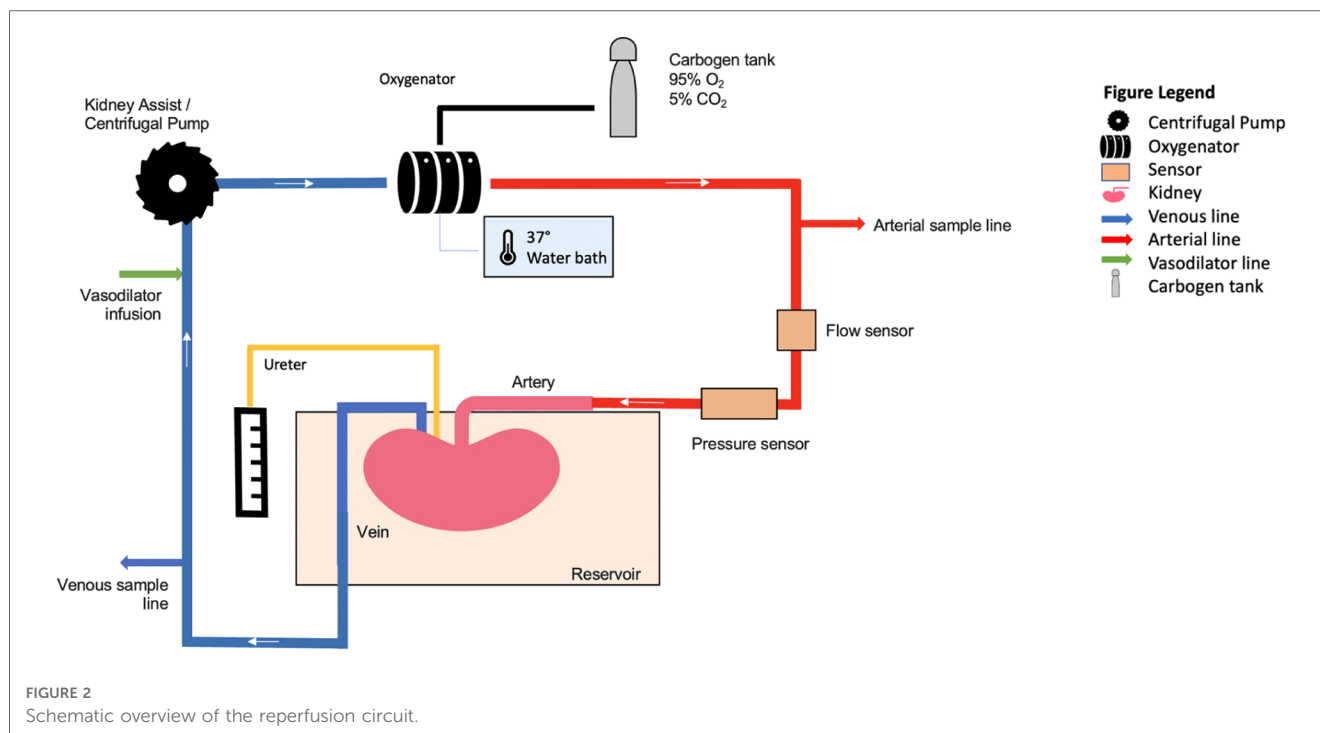 Oxygenator
Carbogen tank
95% O₂
5% CO₂
Kidney Assist /
Centrifugal Pump
37°
Water bath
Arterial sample line
Vasodilator
infusion
Flow sensor
Ureter
Artery
Pressure sensor
Vein
Reservoir
Venous sample
line
Figure Legend
Centrifugal Pump
Oxygenator
Sensor
Kidney
Venous line
Arterial line
Vasodilator line
Carbogen tank
FIGURE 2
Schematic overview of the reperfusion circuit.